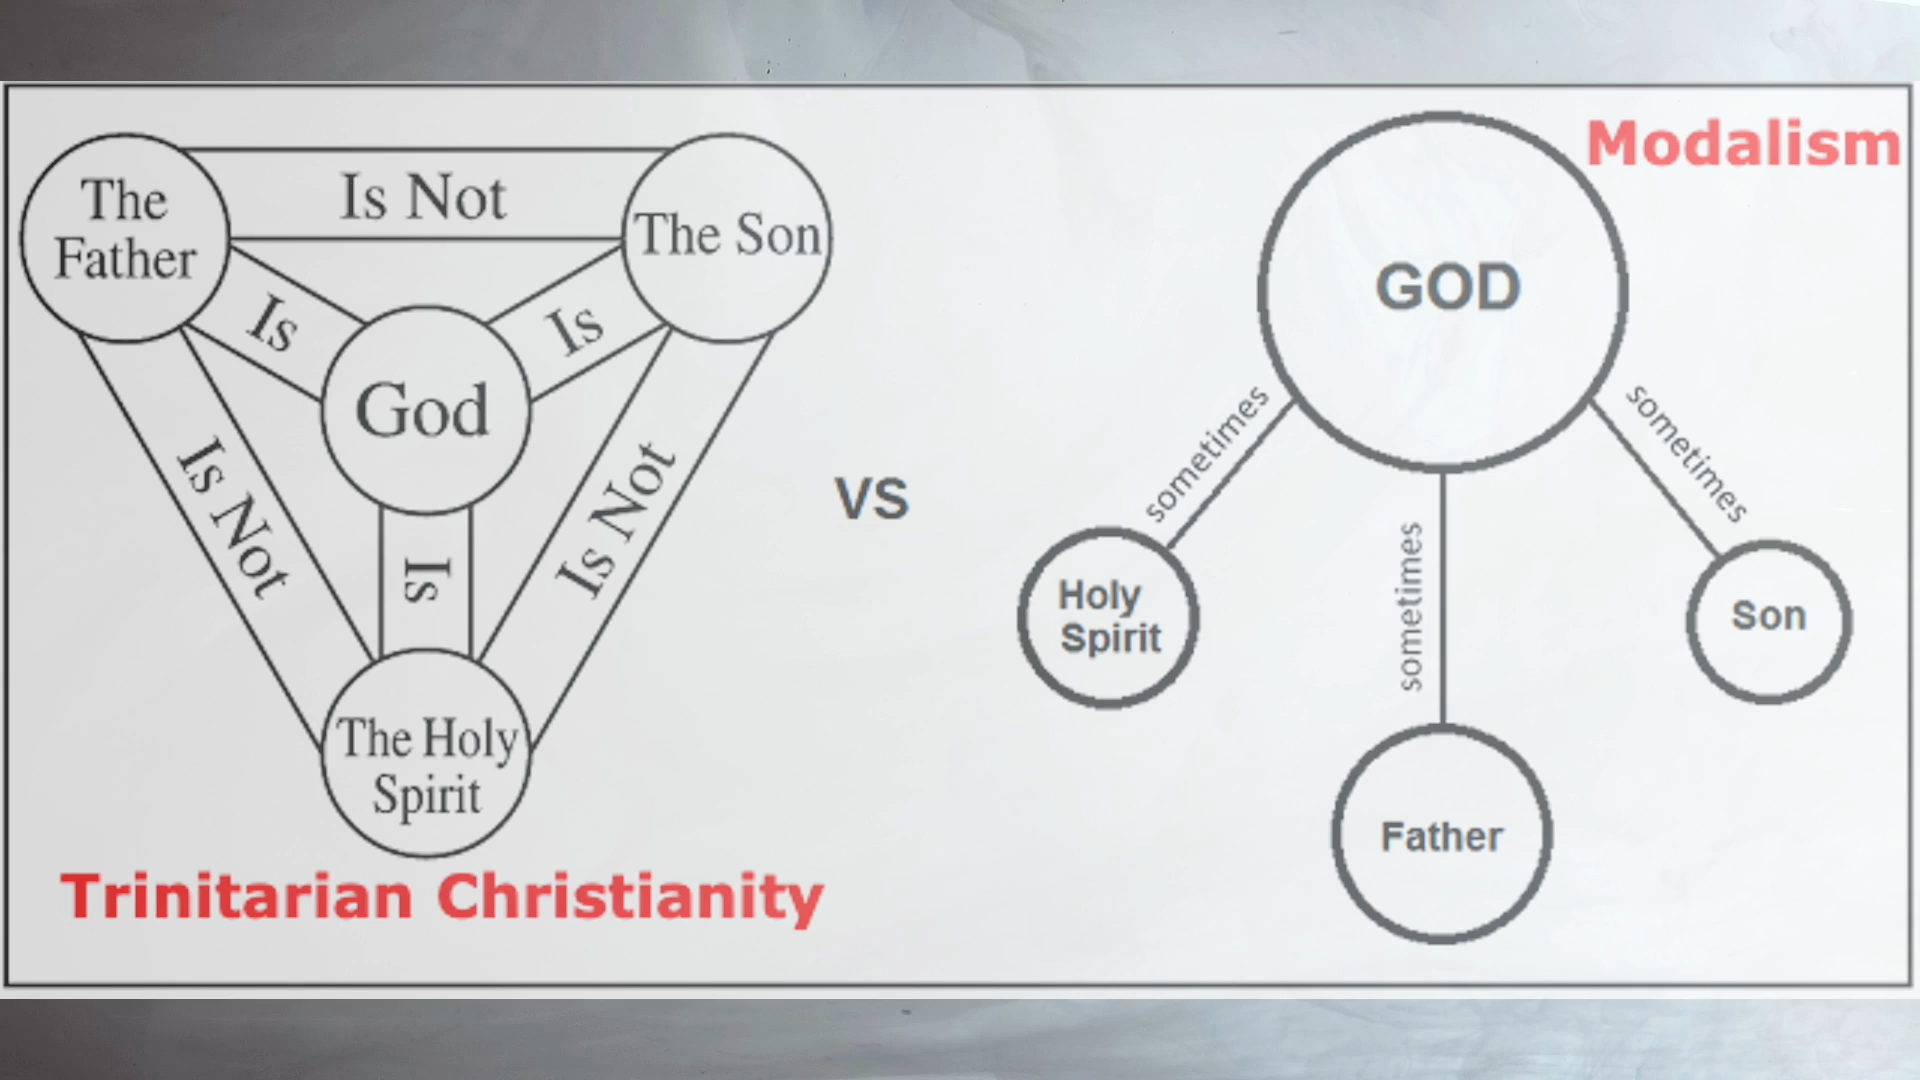 The
Father
Is Not
The Son
Is
Is
God
Is Not
Is
Is Not
The Holy
Spirit
Trinitarian Christianity
VS
Modalism
GOD
sometimes
sometimes
sometimes
Holy
Spirit
Father
Son